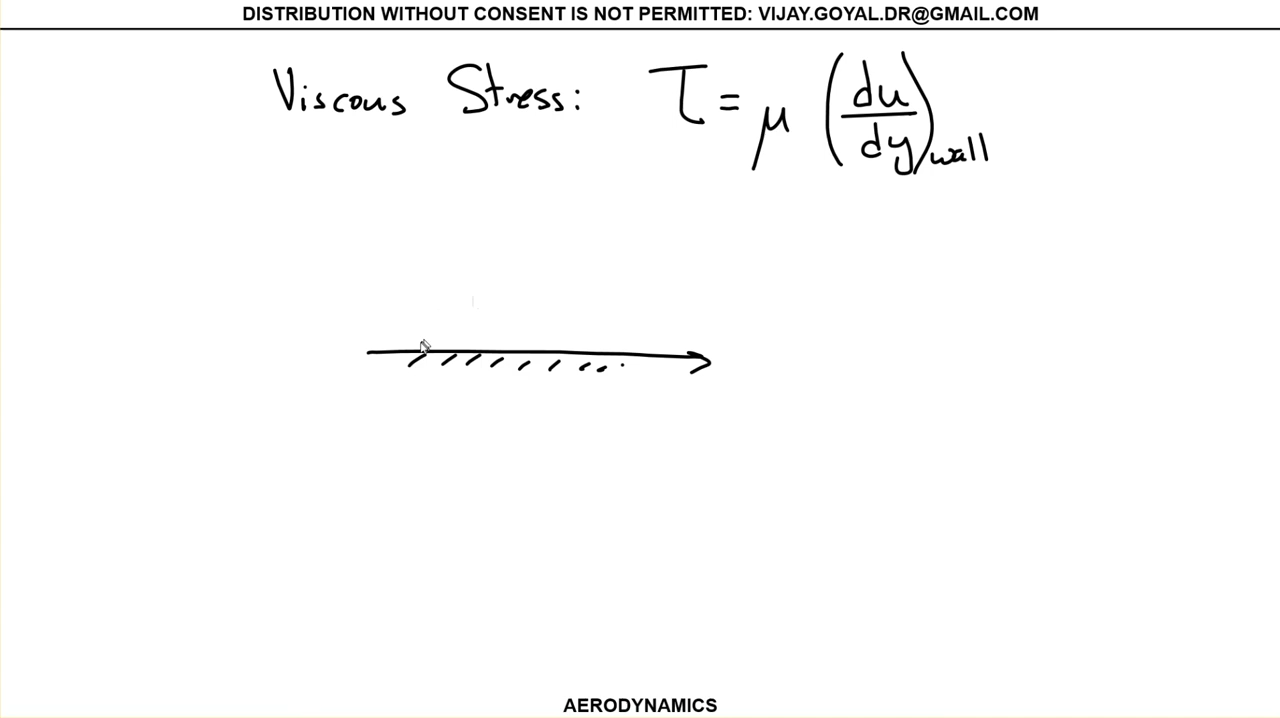 DISTRIBUTION WITHOUT CONSENT IS NOT PERMITTED: VIJAY.GOYAL.DR@GMAIL.COM
Viscous Stress: τ = μ (du/dy)wall
AERODYNAMICS